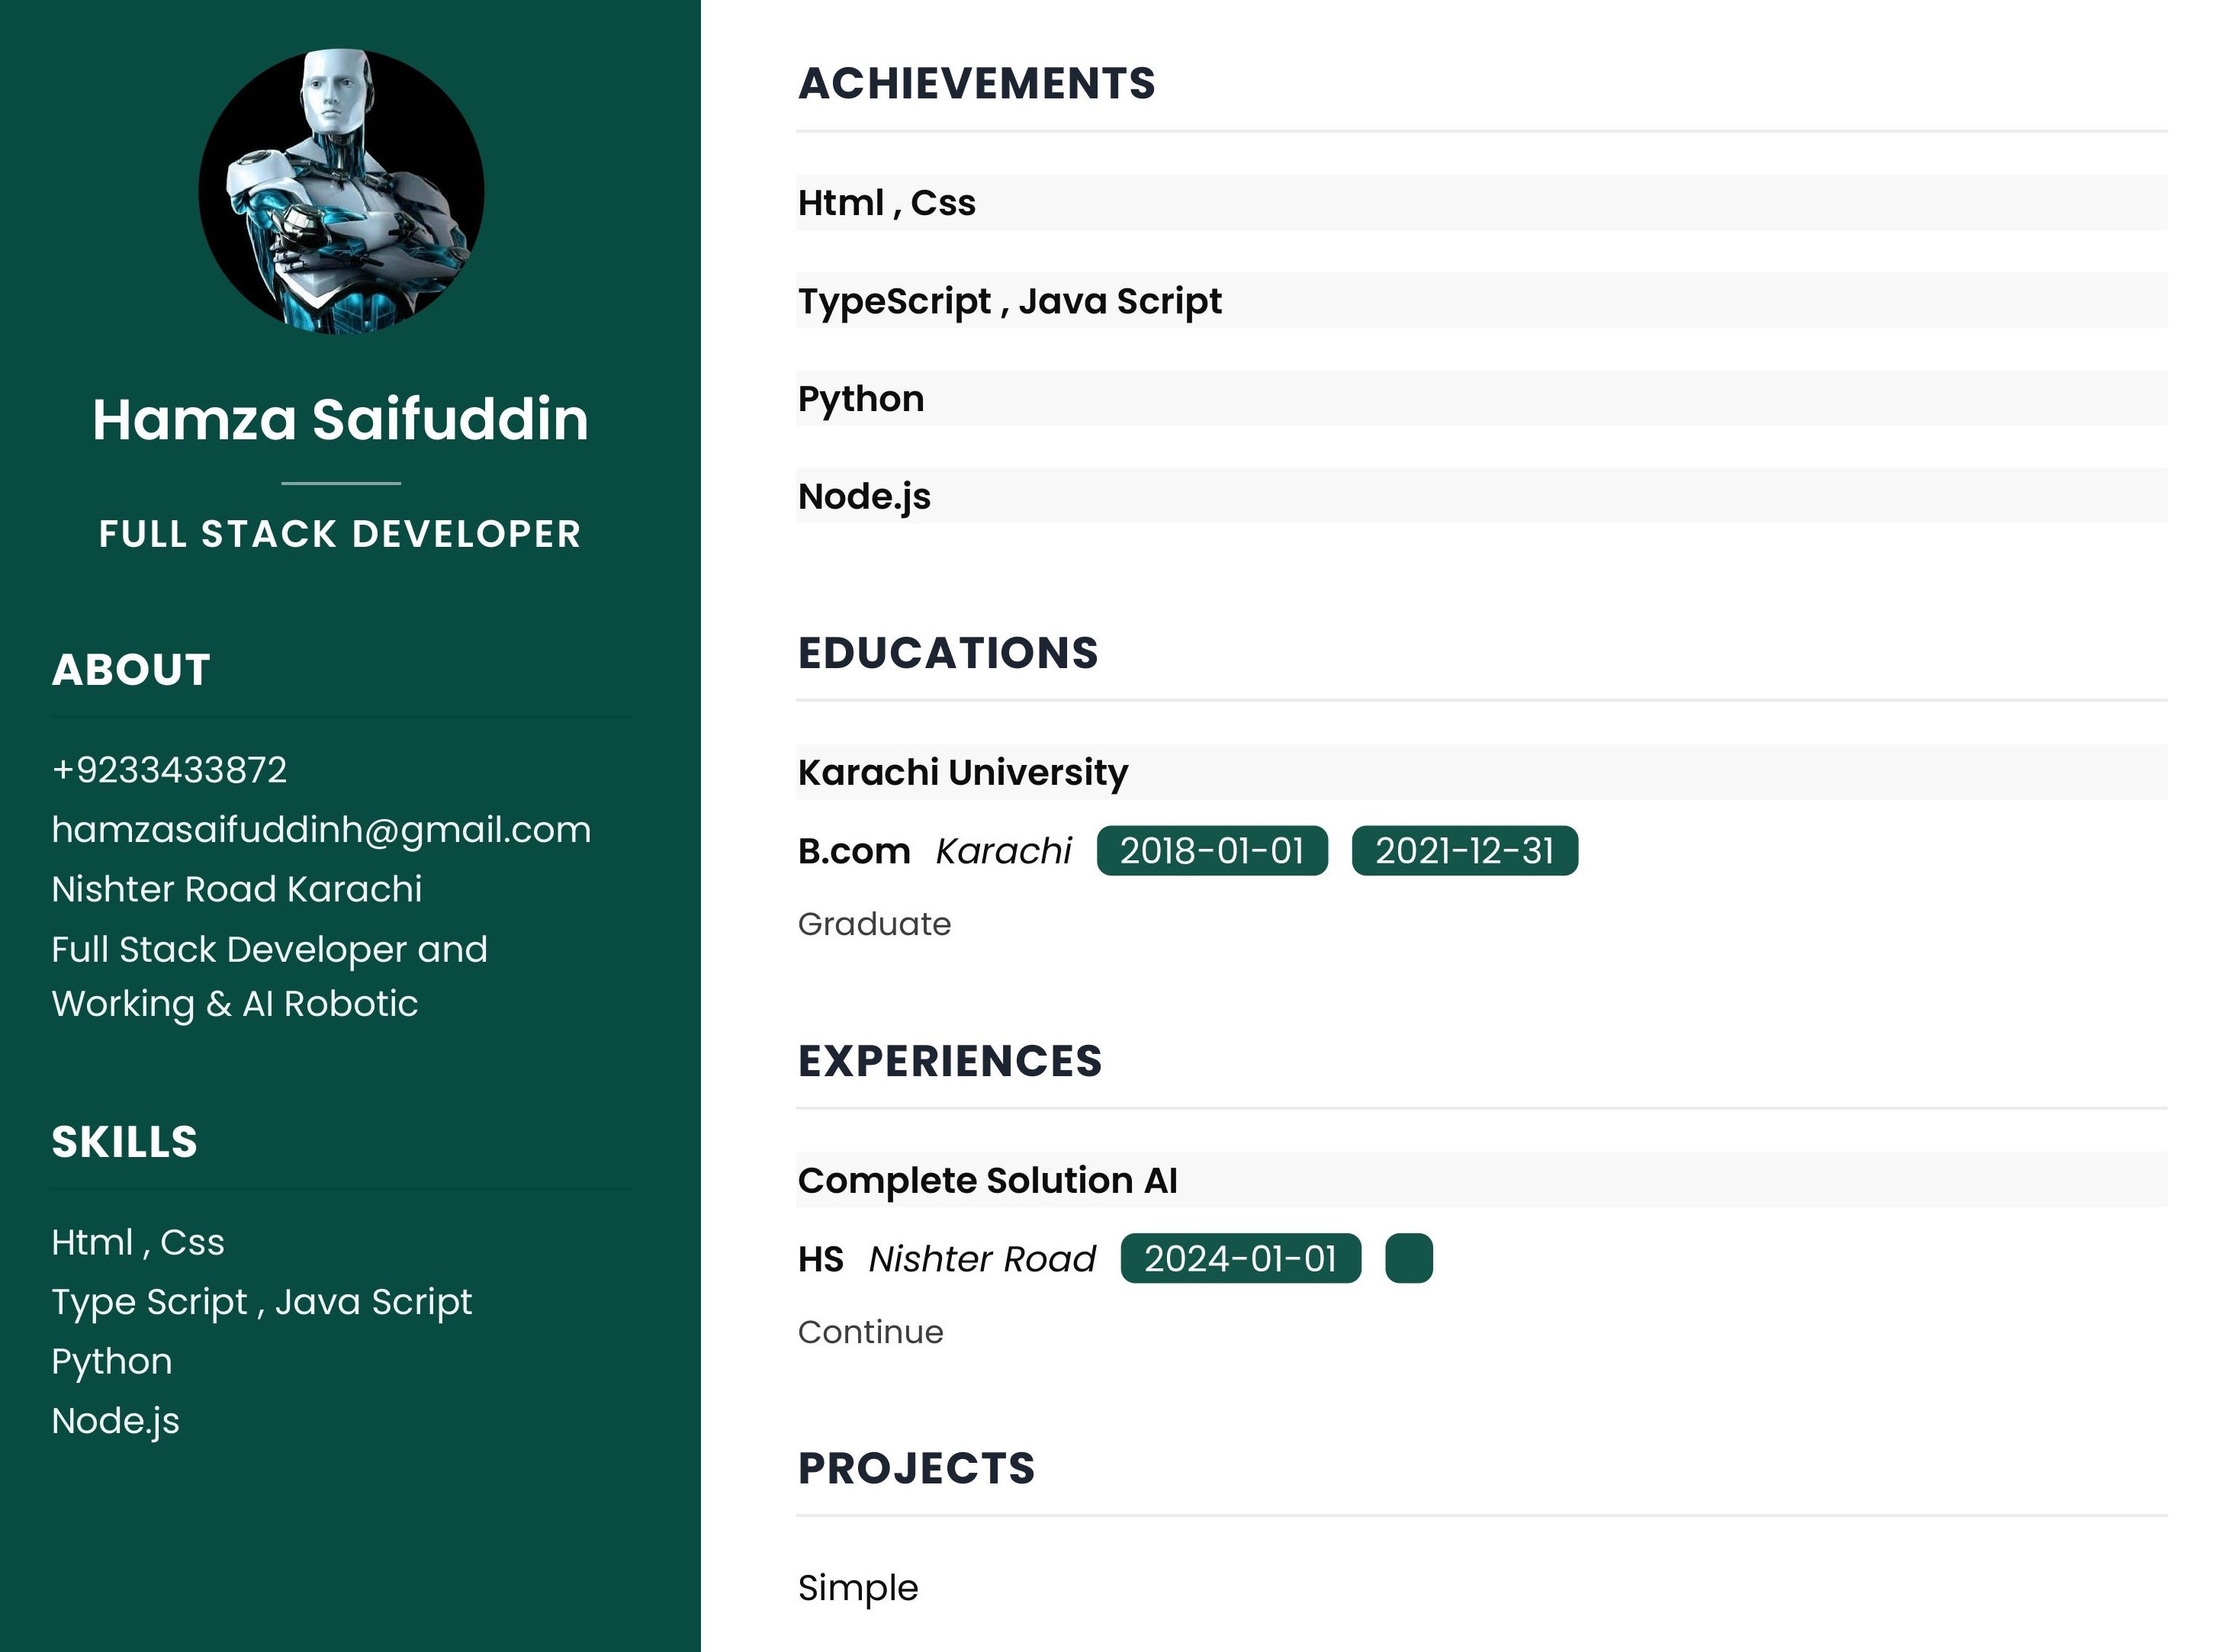 Hamza Saifuddin
FULL STACK DEVELOPER
ABOUT
+9233433872
hamzasaifuddinh@gmail.com
Nishter Road Karachi
Full Stack Developer and
Working & AI Robotic
SKILLS
Html , Css
Type Script , Java Script
Python
Node.js
ACHIEVEMENTS
Html , Css
TypeScript , Java Script
Python
Node.js
EDUCATIONS
Karachi University
B.com Karachi 2018-01-01 2021-12-31
Graduate
EXPERIENCES
Complete Solution AI
HS Nishter Road 2024-01-01
Continue
PROJECTS
Simple